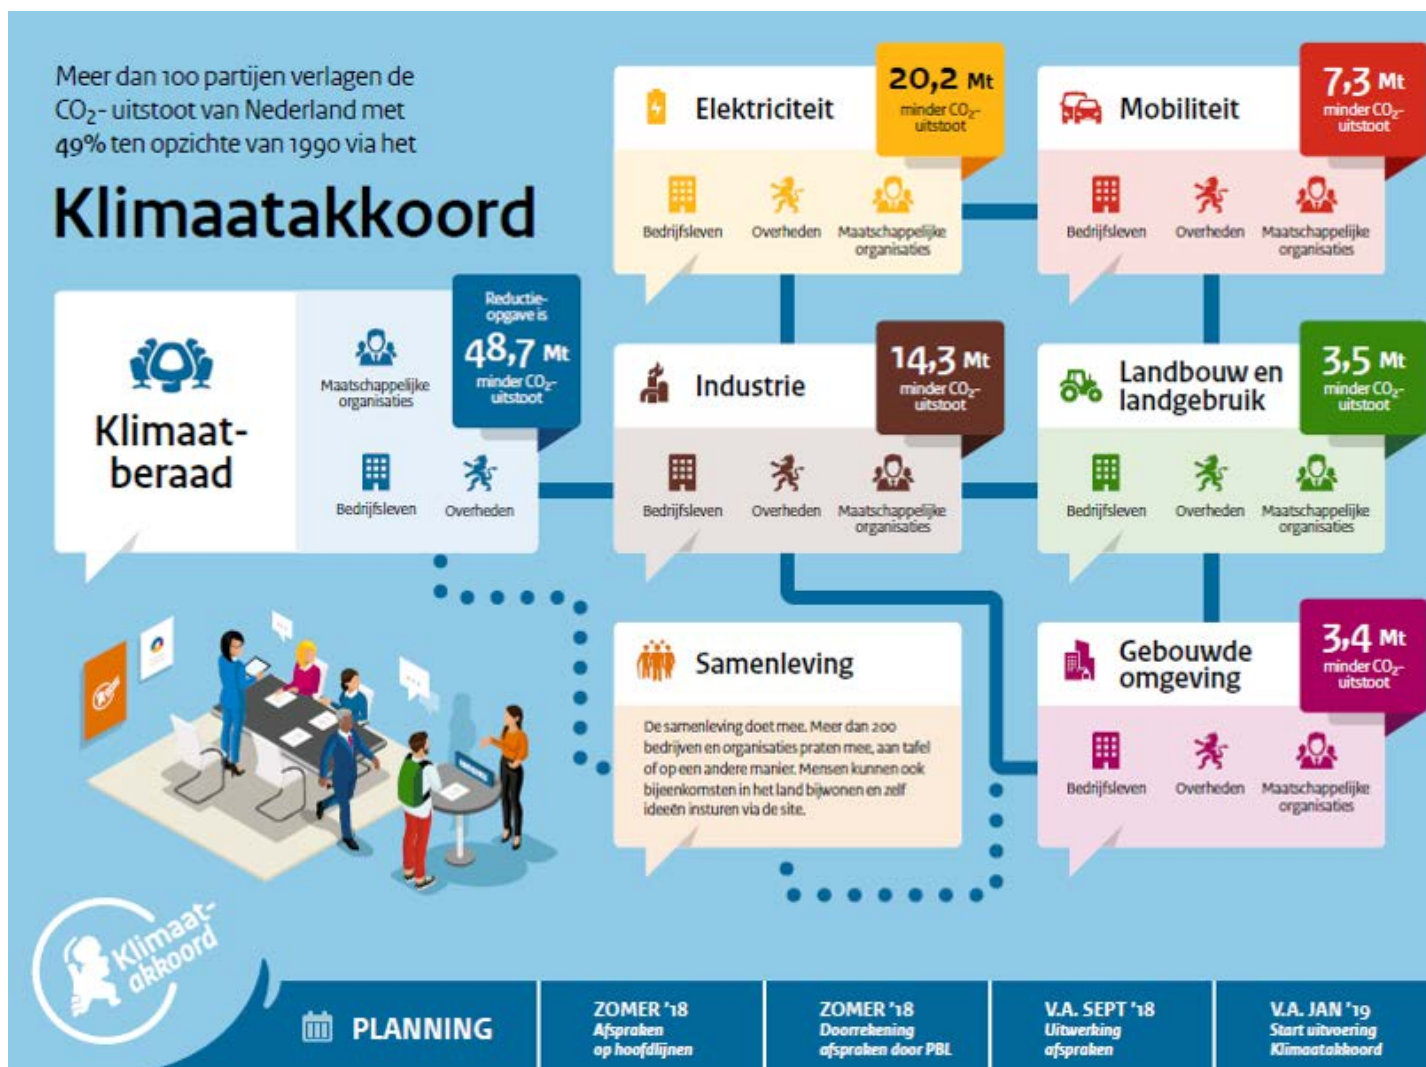 Meer dan 100 partijen verlagen de
CO₂- uitstoot van Nederland met
49% ten opzichte van 1990 via het
Klimaatakkoord
Klimaat-
beraad
Maatschappelijke
organisaties
Bedrijfsleven
Overheden
Reductie-
opgave is
48,7 Mt
minder CO₂-
uitstoot
Elektriciteit
20,2 Mt
minder CO₂-
uitstoot
Bedrijfsleven
Overheden
Maatschappelijke
organisaties
Mobiliteit
7,3 Mt
minder CO₂-
uitstoot
Bedrijfsleven
Overheden
Maatschappelijke
organisaties
Industrie
14,3 Mt
minder CO₂-
uitstoot
Bedrijfsleven
Overheden
Maatschappelijke
organisaties
Landbouw en
landgebruik
3,5 Mt
minder CO₂-
uitstoot
Bedrijfsleven
Overheden
Maatschappelijke
organisaties
Samenleving
De samenleving doet mee. Meer dan 200
bedrijven en organisaties praten mee, aan tafel
of op een andere manier. Mensen kunnen ook
bijeenkomsten in het land bijwonen en zelf
ideeën insturen via de site.
Gebouwde
omgeving
3,4 Mt
minder CO₂-
uitstoot
Bedrijfsleven
Overheden
Maatschappelijke
organisaties
Klimaat-
akkoord
PLANNING
ZOMER '18
Afspraken
op hoofdlijnen
ZOMER '18
Doorrekening
afspraken door PBL
V.A. SEPT '18
Uitwerking
afspraken
V.A. JAN '19
Start uitvoering
Klimaatakkoord